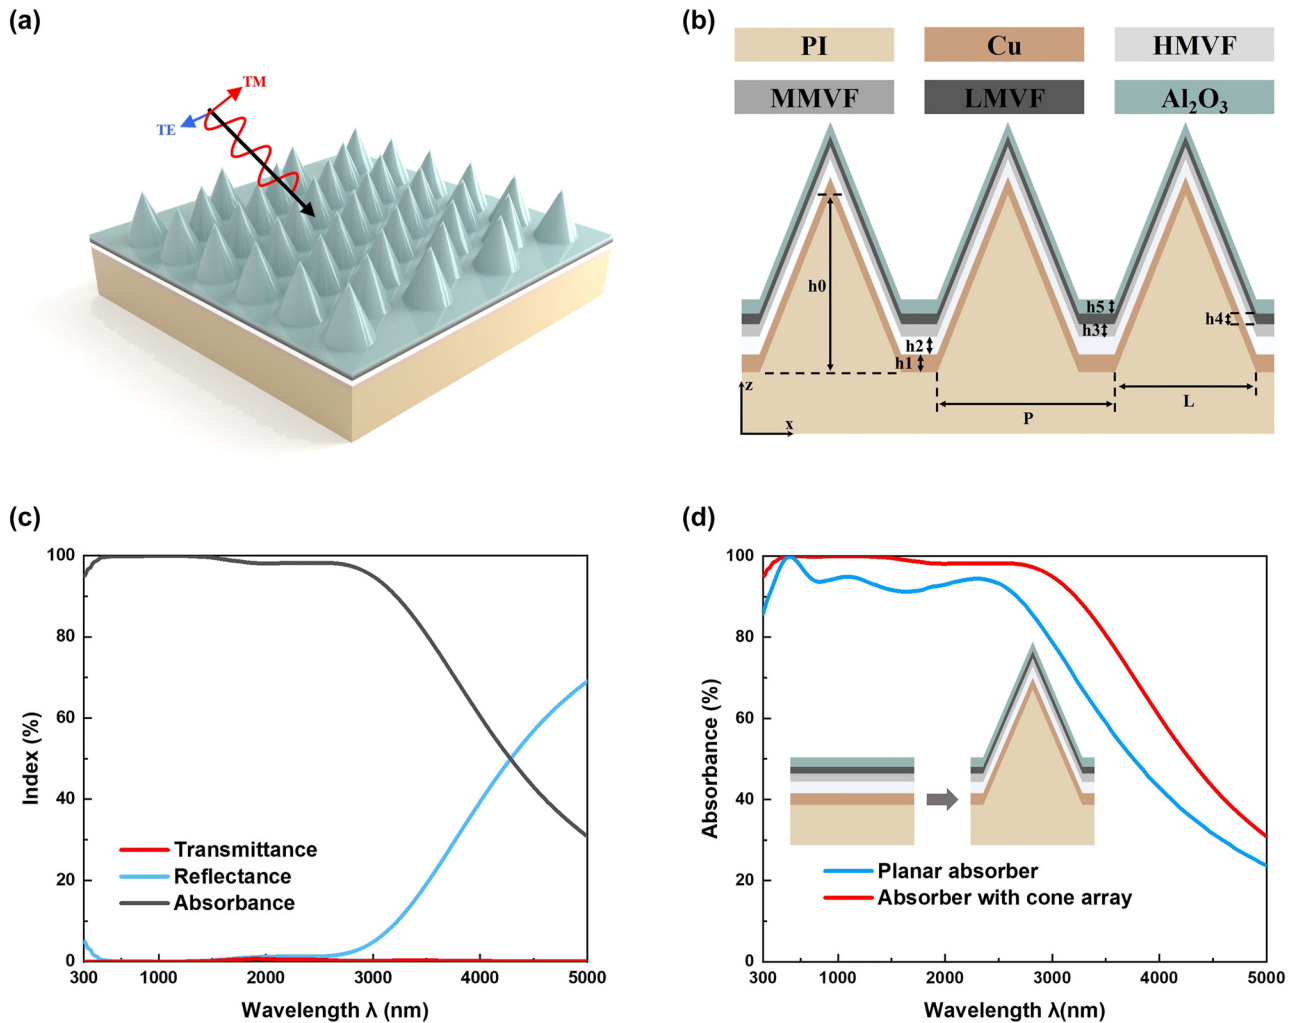 (a)
TM
TE
(b)
PI
Cu
HMVF
MMVF
LMVF
Al₂O₃
h0
h5
h4
h3
h2
h1
z
x
P
L
(c)
100
80
60
40
20
0
Index (%)
Transmittance
Reflectance
Absorbance
300
1000
2000
3000
4000
5000
Wavelength λ (nm)
(d)
100
80
60
40
20
0
Absorbance (%)
Planar absorber
Absorber with cone array
300
1000
2000
3000
4000
5000
Wavelength λ(nm)